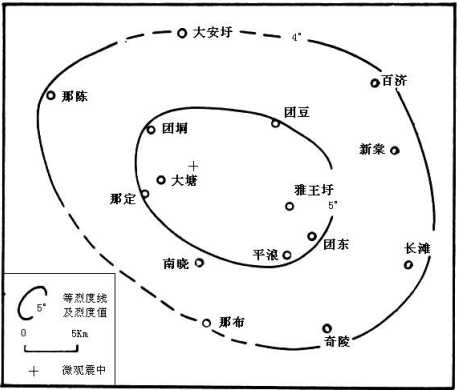 大安圩
4°
百济
那陈
团垌
团豆
新棠
大塘
那定
雅王圩
5°
团东
平浪
南晓
长滩
那布
奇陵
5°
等烈度线
及烈度值
0 5Km
微观震中